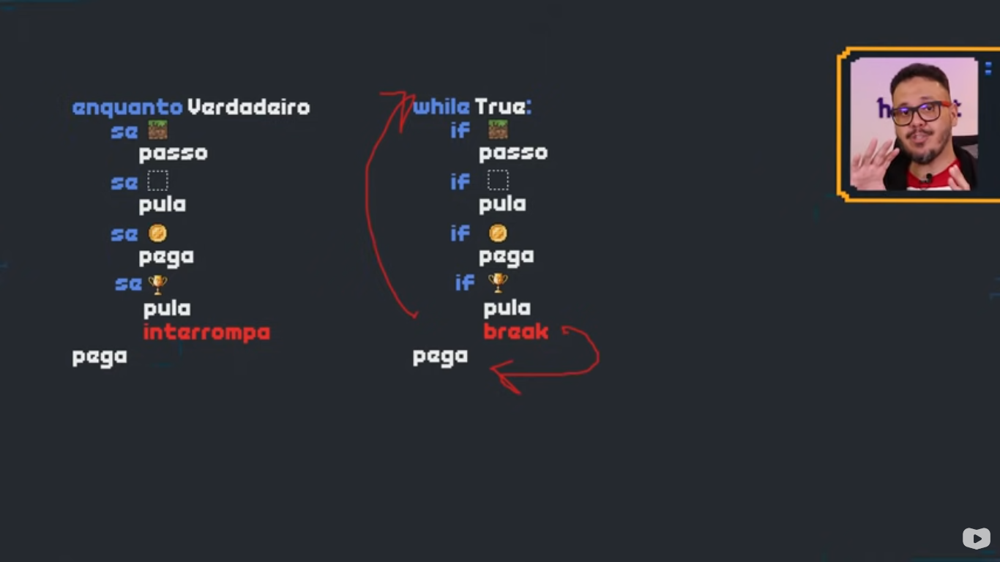 enquanto Verdadeiro
se
passo
se
pula
se
pega
se
pula
interrompa
pega
while True:
if
passo
if
pula
if
pega
if
pula
break
pega